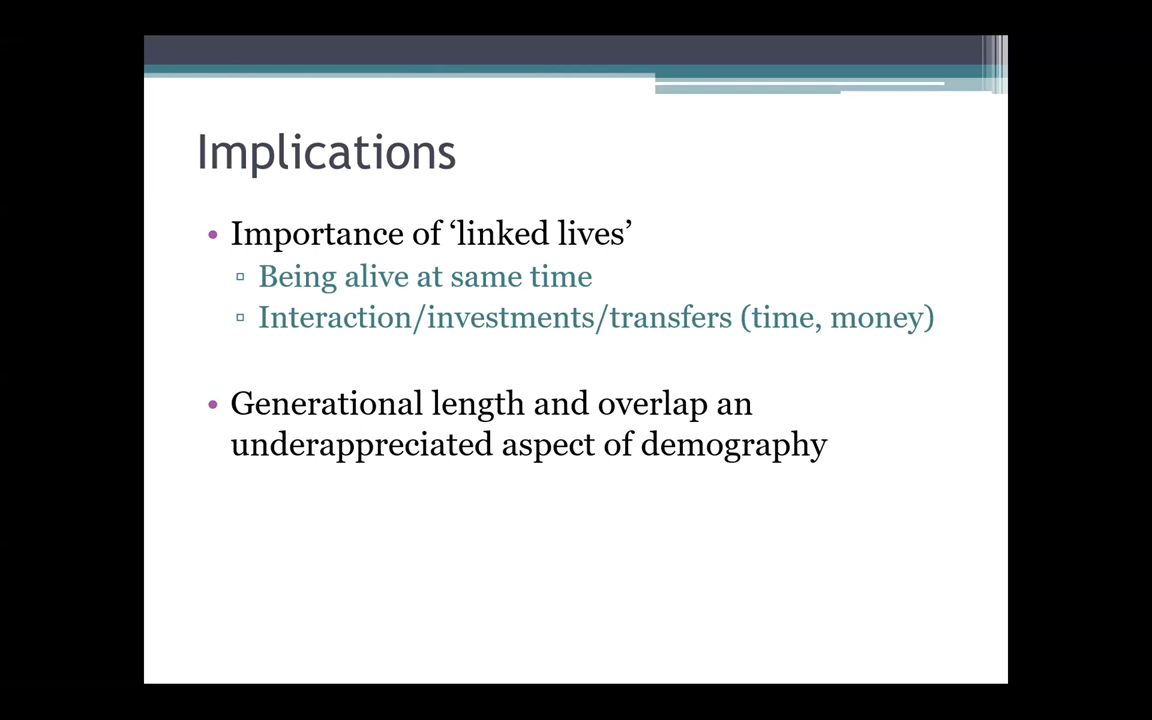 Implications
• Importance of ‘linked lives’
▫ Being alive at same time
▫ Interaction/investments/transfers (time, money)
• Generational length and overlap an
underappreciated aspect of demography